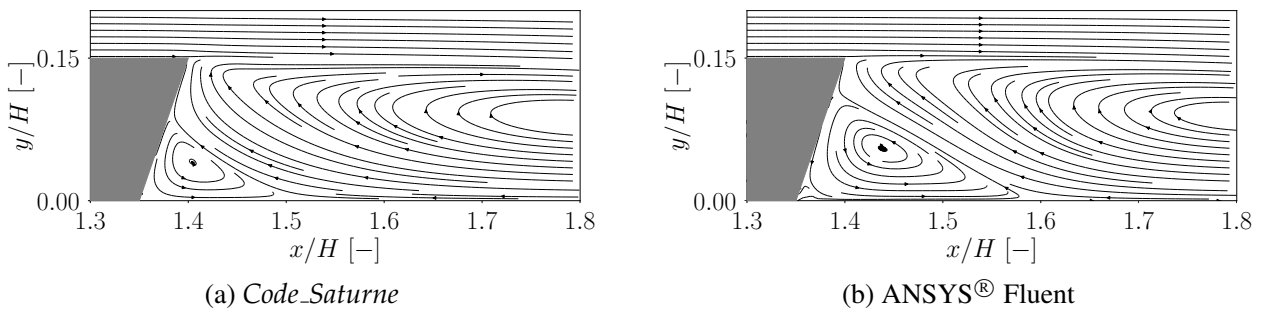 0.15
y/H [−]
0.00
1.3 1.4 1.5 1.6 1.7 1.8
x/H [−]
(a) Code_Saturne
0.15
y/H [−]
0.00
1.3 1.4 1.5 1.6 1.7 1.8
x/H [−]
(b) ANSYS® Fluent